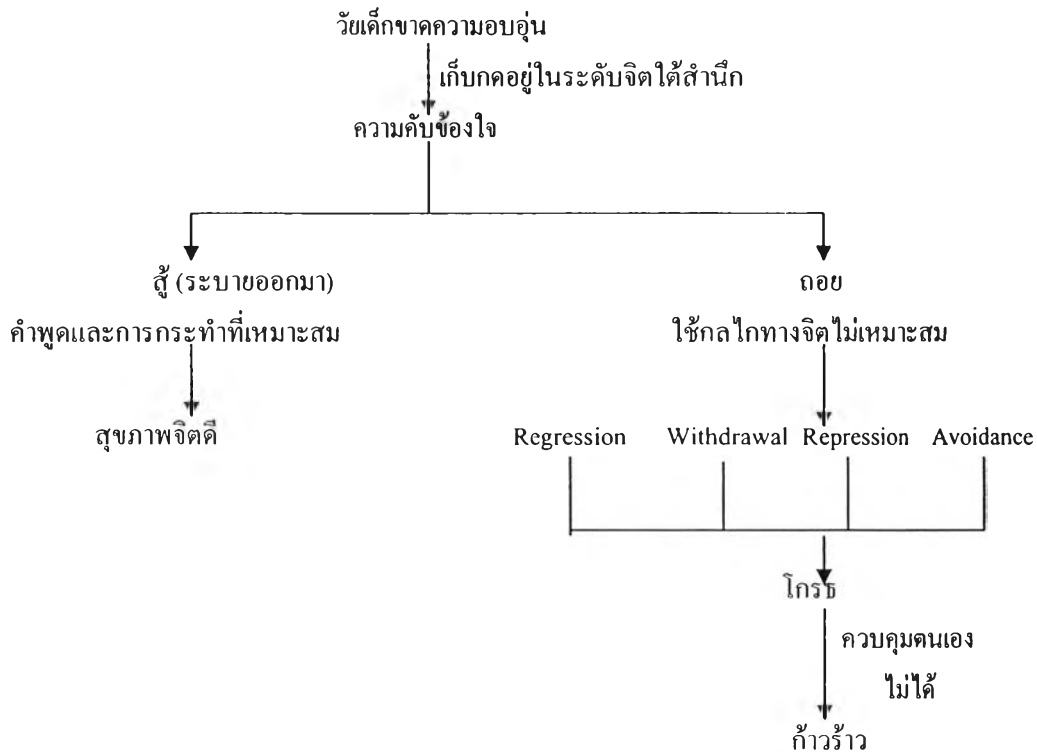 วัยเด็กขาดความอบอุ่น
เก็บกดอยู่ในระดับจิตใต้สำนึก
ความคับข้องใจ
สู้ (ระบายออกมา)
คำพูดและการกระทำที่เหมาะสม
สุขภาพจิตดี
ถอย
ใช้กลไกทางจิตไม่เหมาะสม
Regression Withdrawal Repression Avoidance
โกรธ
ควบคุมตนเอง
ไม่ได้
ก้าวร้าว